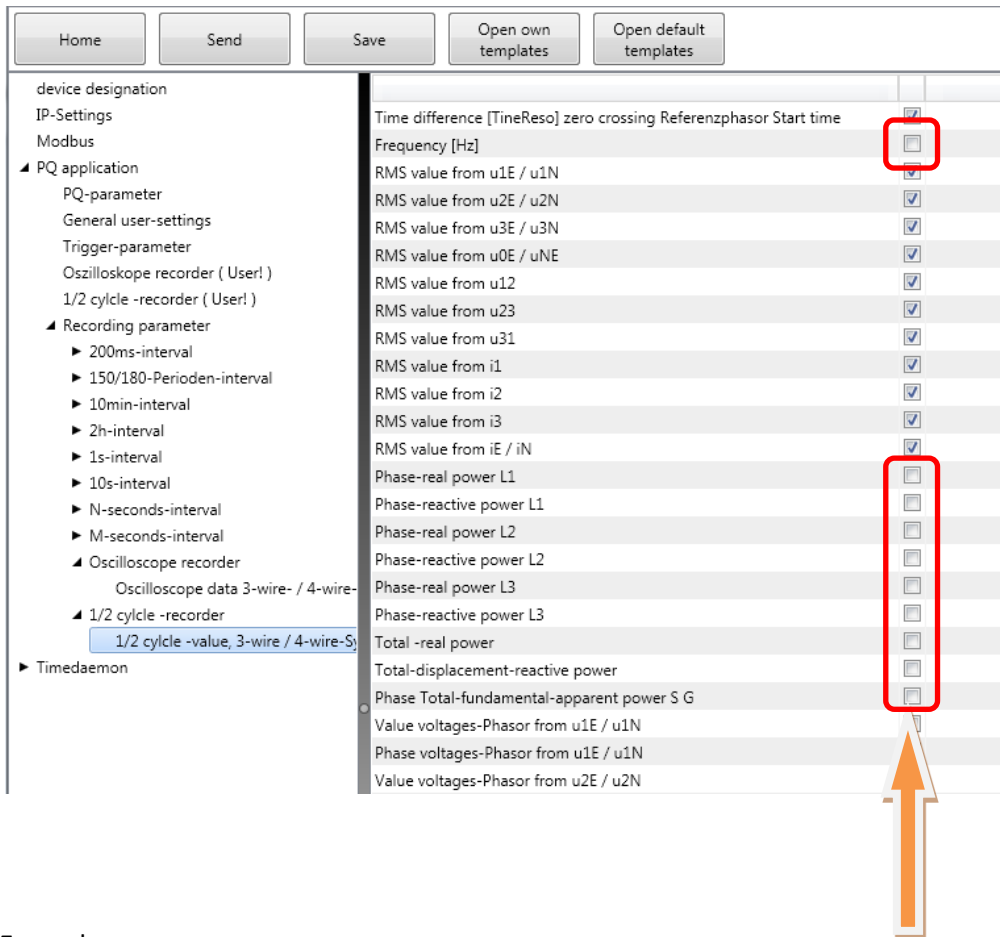 Home
Send
Save
Open own
templates
Open default
templates
device designation
IP-Settings
Modbus
PQ application
PQ-parameter
General user-settings
Trigger-parameter
Oszilloskope recorder ( User! )
1/2 cylcle -recorder ( User! )
Recording parameter
200ms-interval
150/180-Perioden-interval
10min-interval
2h-interval
1s-interval
10s-interval
N-seconds-interval
M-seconds-interval
Oscilloscope recorder
Oscilloscope data 3-wire- / 4-wire-
1/2 cylcle -recorder
1/2 cylcle -value, 3-wire / 4-wire-Sy
Timedaemon
Time difference [TineReso] zero crossing Referenzphasor Start time
Frequency [Hz]
RMS value from u1E / u1N
RMS value from u2E / u2N
RMS value from u3E / u3N
RMS value from u0E / uNE
RMS value from u12
RMS value from u23
RMS value from u31
RMS value from i1
RMS value from i2
RMS value from i3
RMS value from iE / iN
Phase-real power L1
Phase-reactive power L1
Phase-real power L2
Phase-reactive power L2
Phase-real power L3
Phase-reactive power L3
Total -real power
Total-displacement-reactive power
Phase Total-fundamental-apparent power S G
Value voltages-Phasor from u1E / u1N
Phase voltages-Phasor from u1E / u1N
Value voltages-Phasor from u2E / u2N